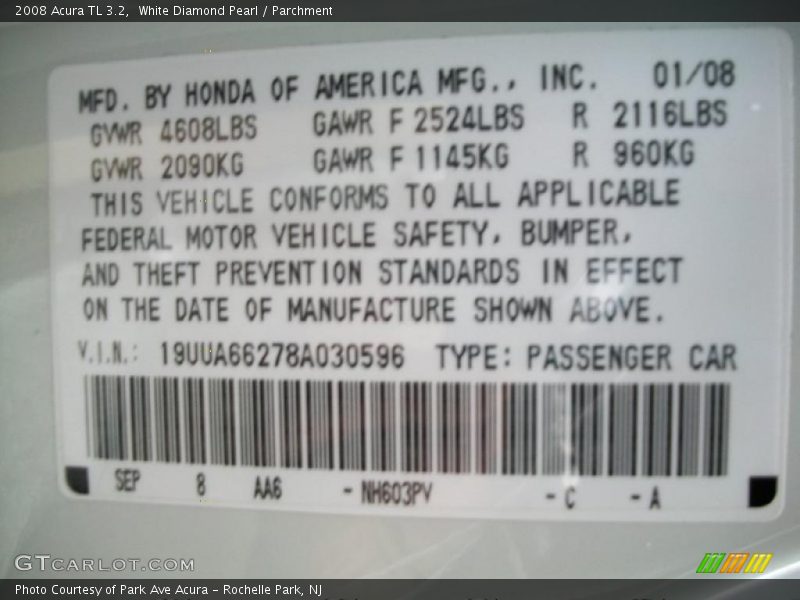 2008 Acura TL 3.2, White Diamond Pearl / Parchment
MFD. BY HONDA OF AMERICA MFG., INC. 01/08
GVWR 4608LBS GAWR F 2524LBS R 2116LBS
GVWR 2090KG GAWR F 1145KG R 960KG
THIS VEHICLE CONFORMS TO ALL APPLICABLE
FEDERAL MOTOR VEHICLE SAFETY, BUMPER,
AND THEFT PREVENTION STANDARDS IN EFFECT
ON THE DATE OF MANUFACTURE SHOWN ABOVE.
V.I.N.: 19UUA66278A030596 TYPE: PASSENGER CAR
SEP 8 AA6 - NH603PV - C - A
GTCARLOT.COM
Photo Courtesy of Park Ave Acura – Rochelle Park, NJ